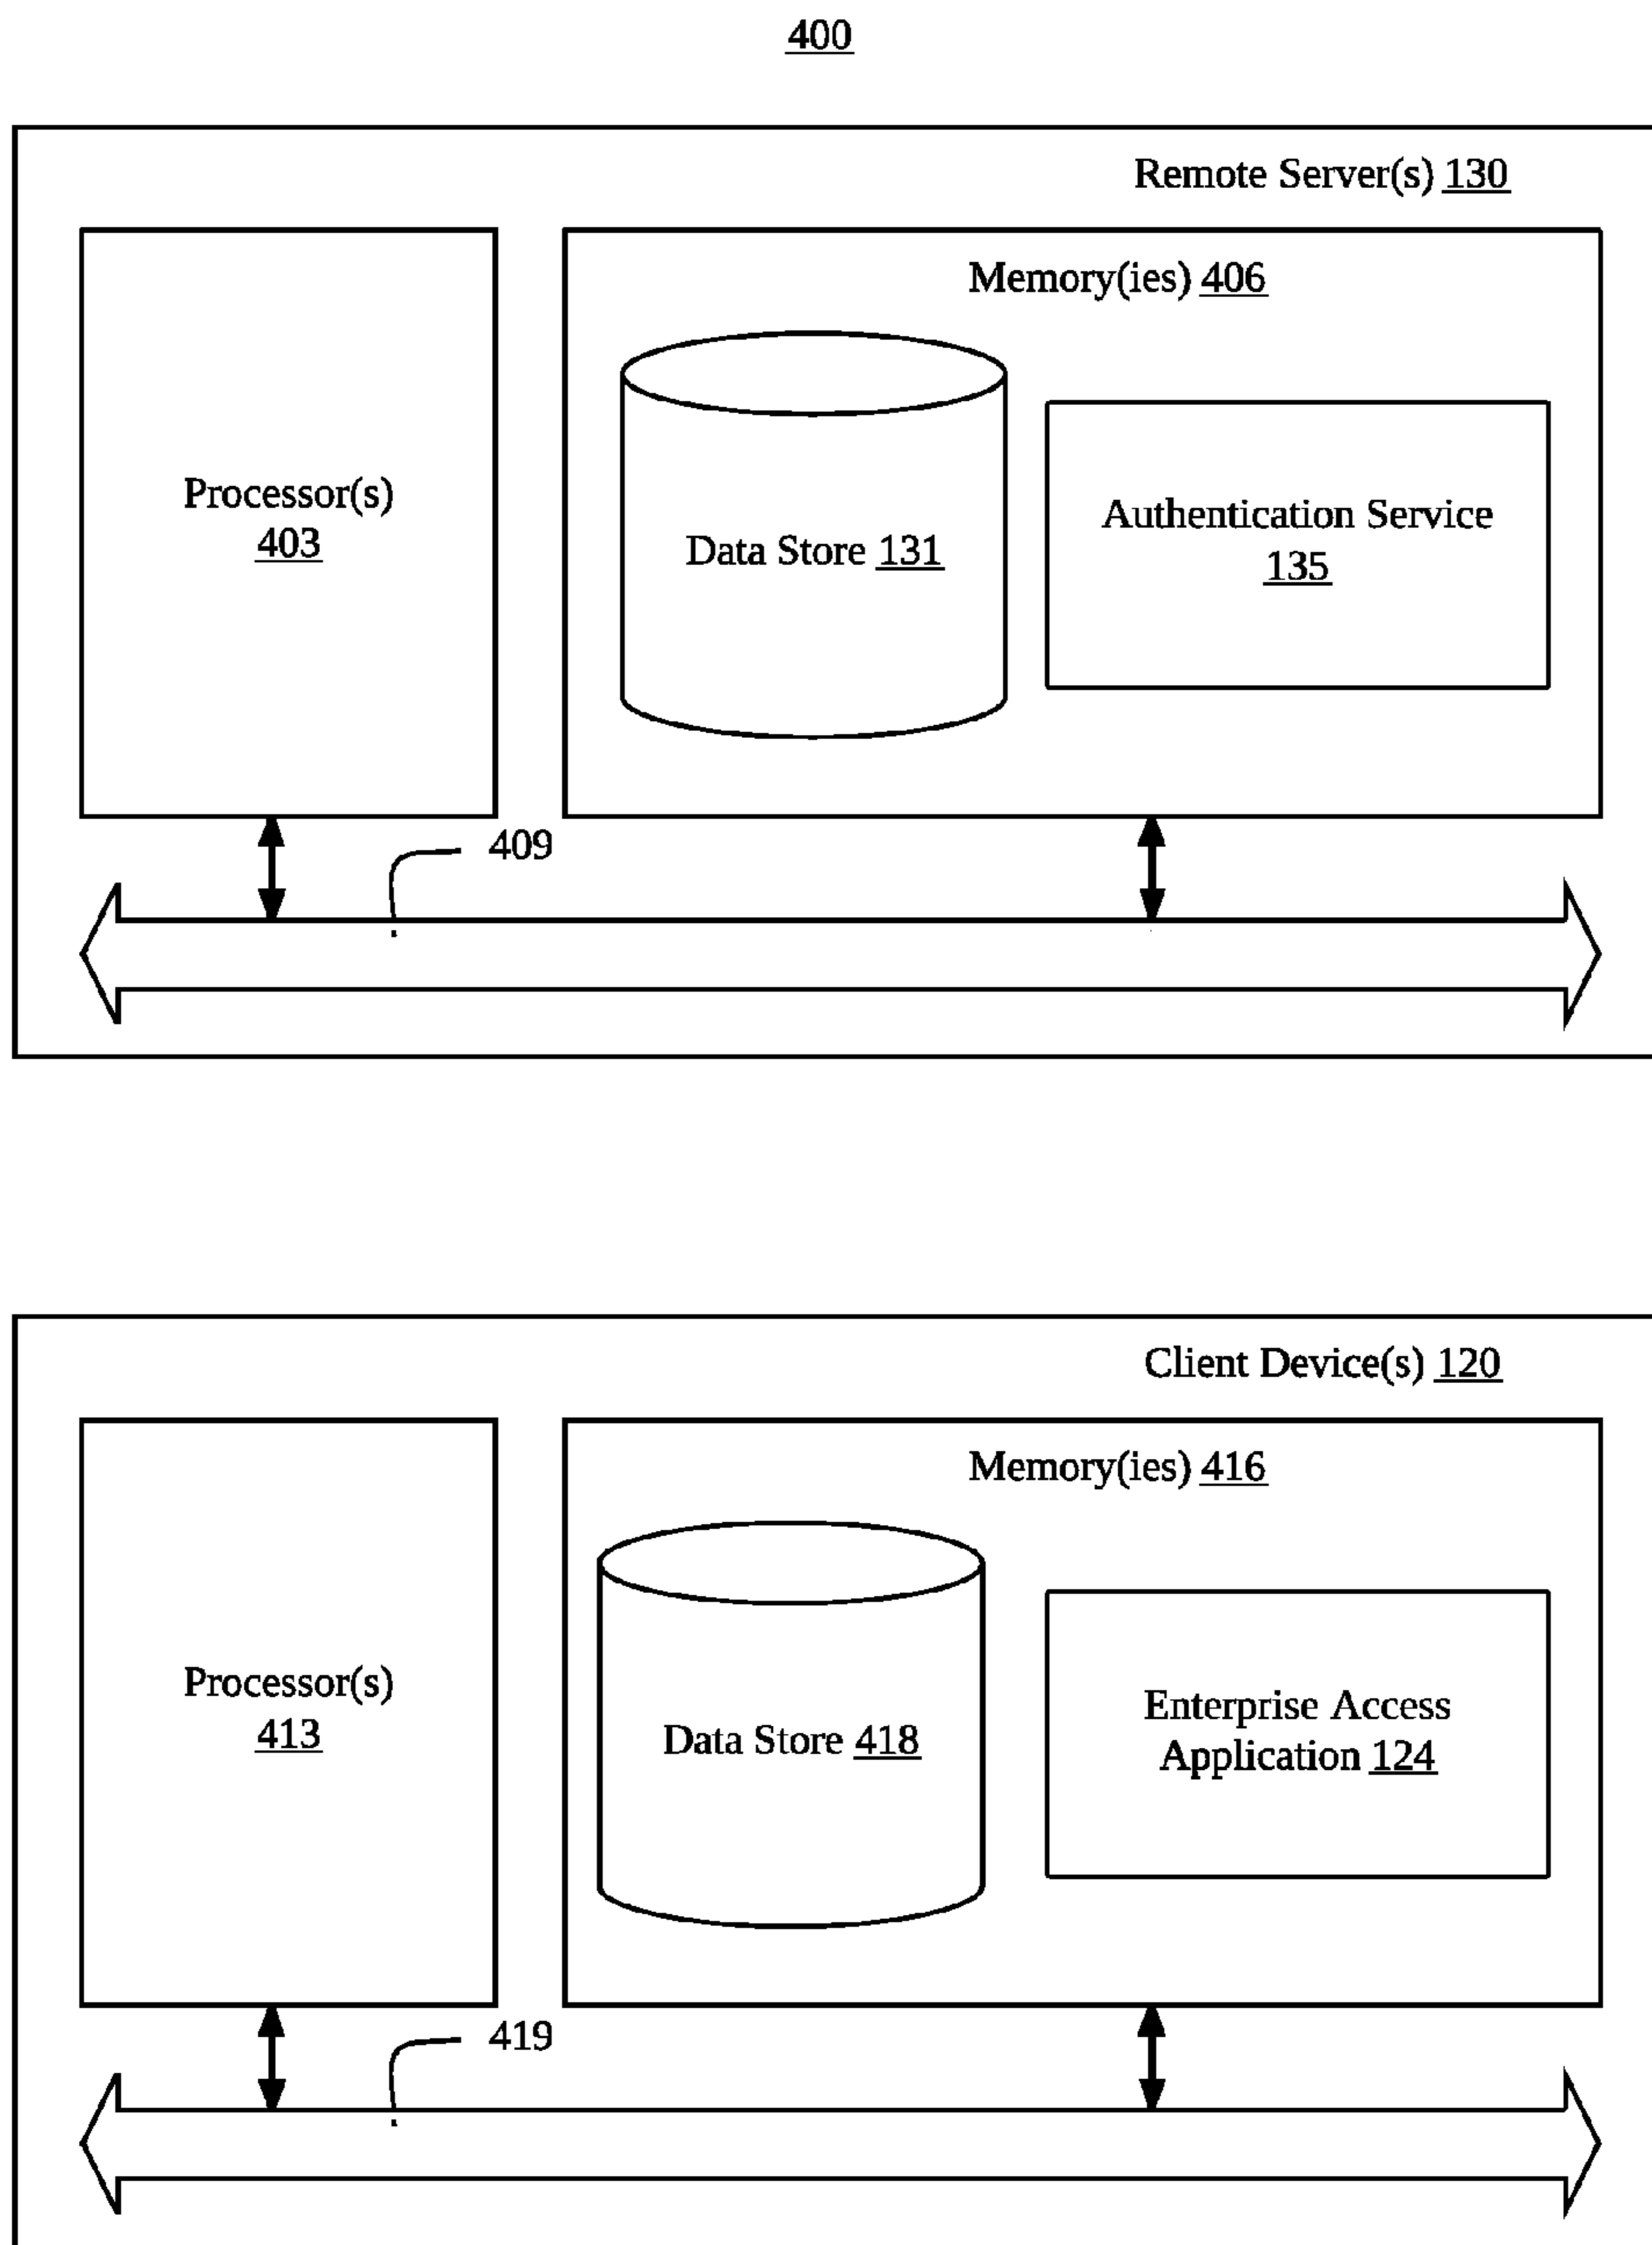 400
Remote Server(s) 130
Memory(ies) 406
Processor(s)
403
Data Store 131
Authentication Service
135
409
Client Device(s) 120
Memory(ies) 416
Processor(s)
413
Data Store 418
Enterprise Access
Application 124
419